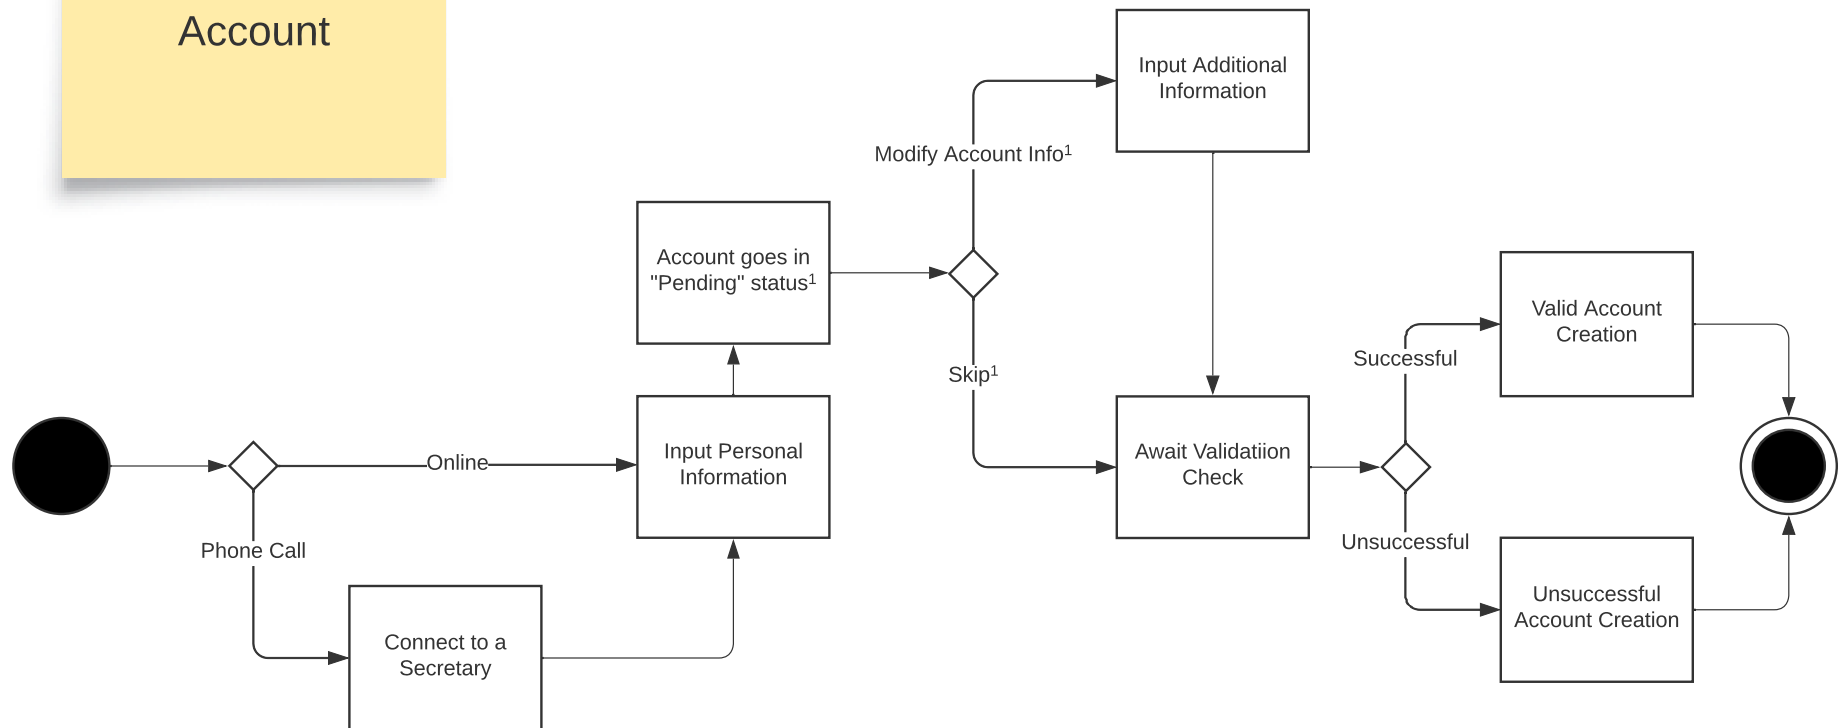 Account
Input Additional
Information
Modify Account Info¹
Account goes in
"Pending" status¹
Skip¹
Valid Account
Creation
Successful
Online
Input Personal
Information
Await Validatiion
Check
Phone Call
Unsuccessful
Connect to a
Secretary
Unsuccessful
Account Creation